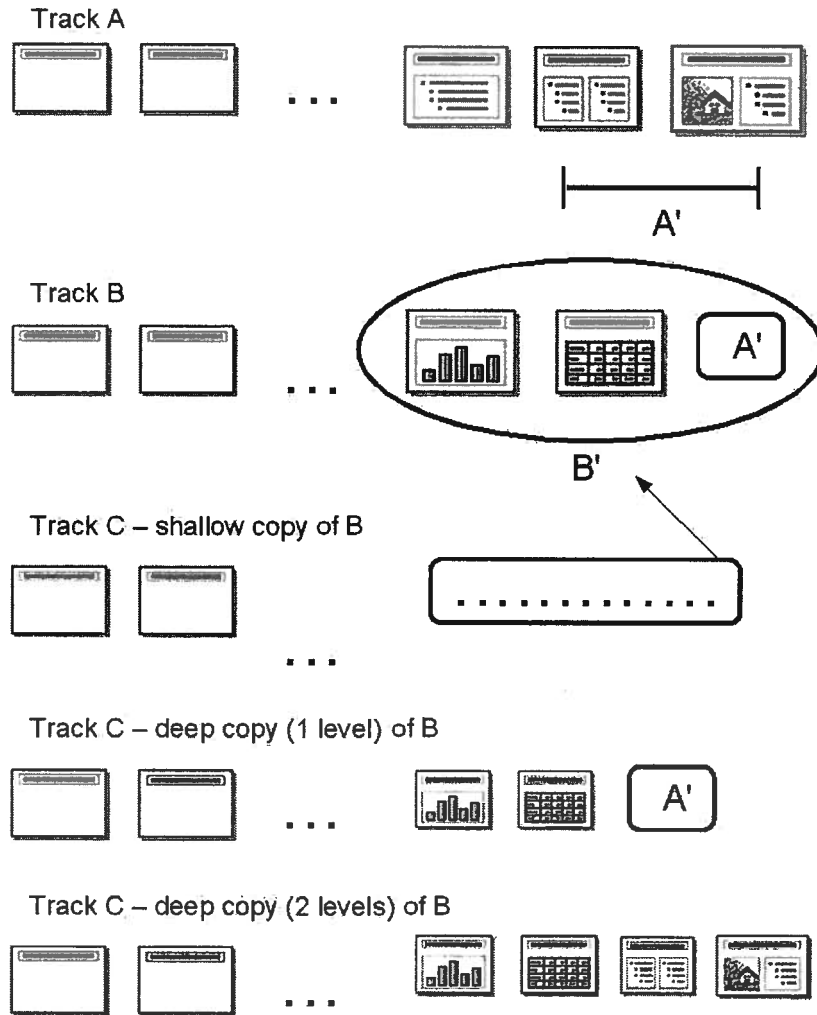 Track A
. . .
A'
Track B
A'
. . .
B'
Track C – shallow copy of B
. . . . . . . . . . . . .
. . .
Track C – deep copy (1 level) of B
A'
. . .
Track C – deep copy (2 levels) of B
. . .